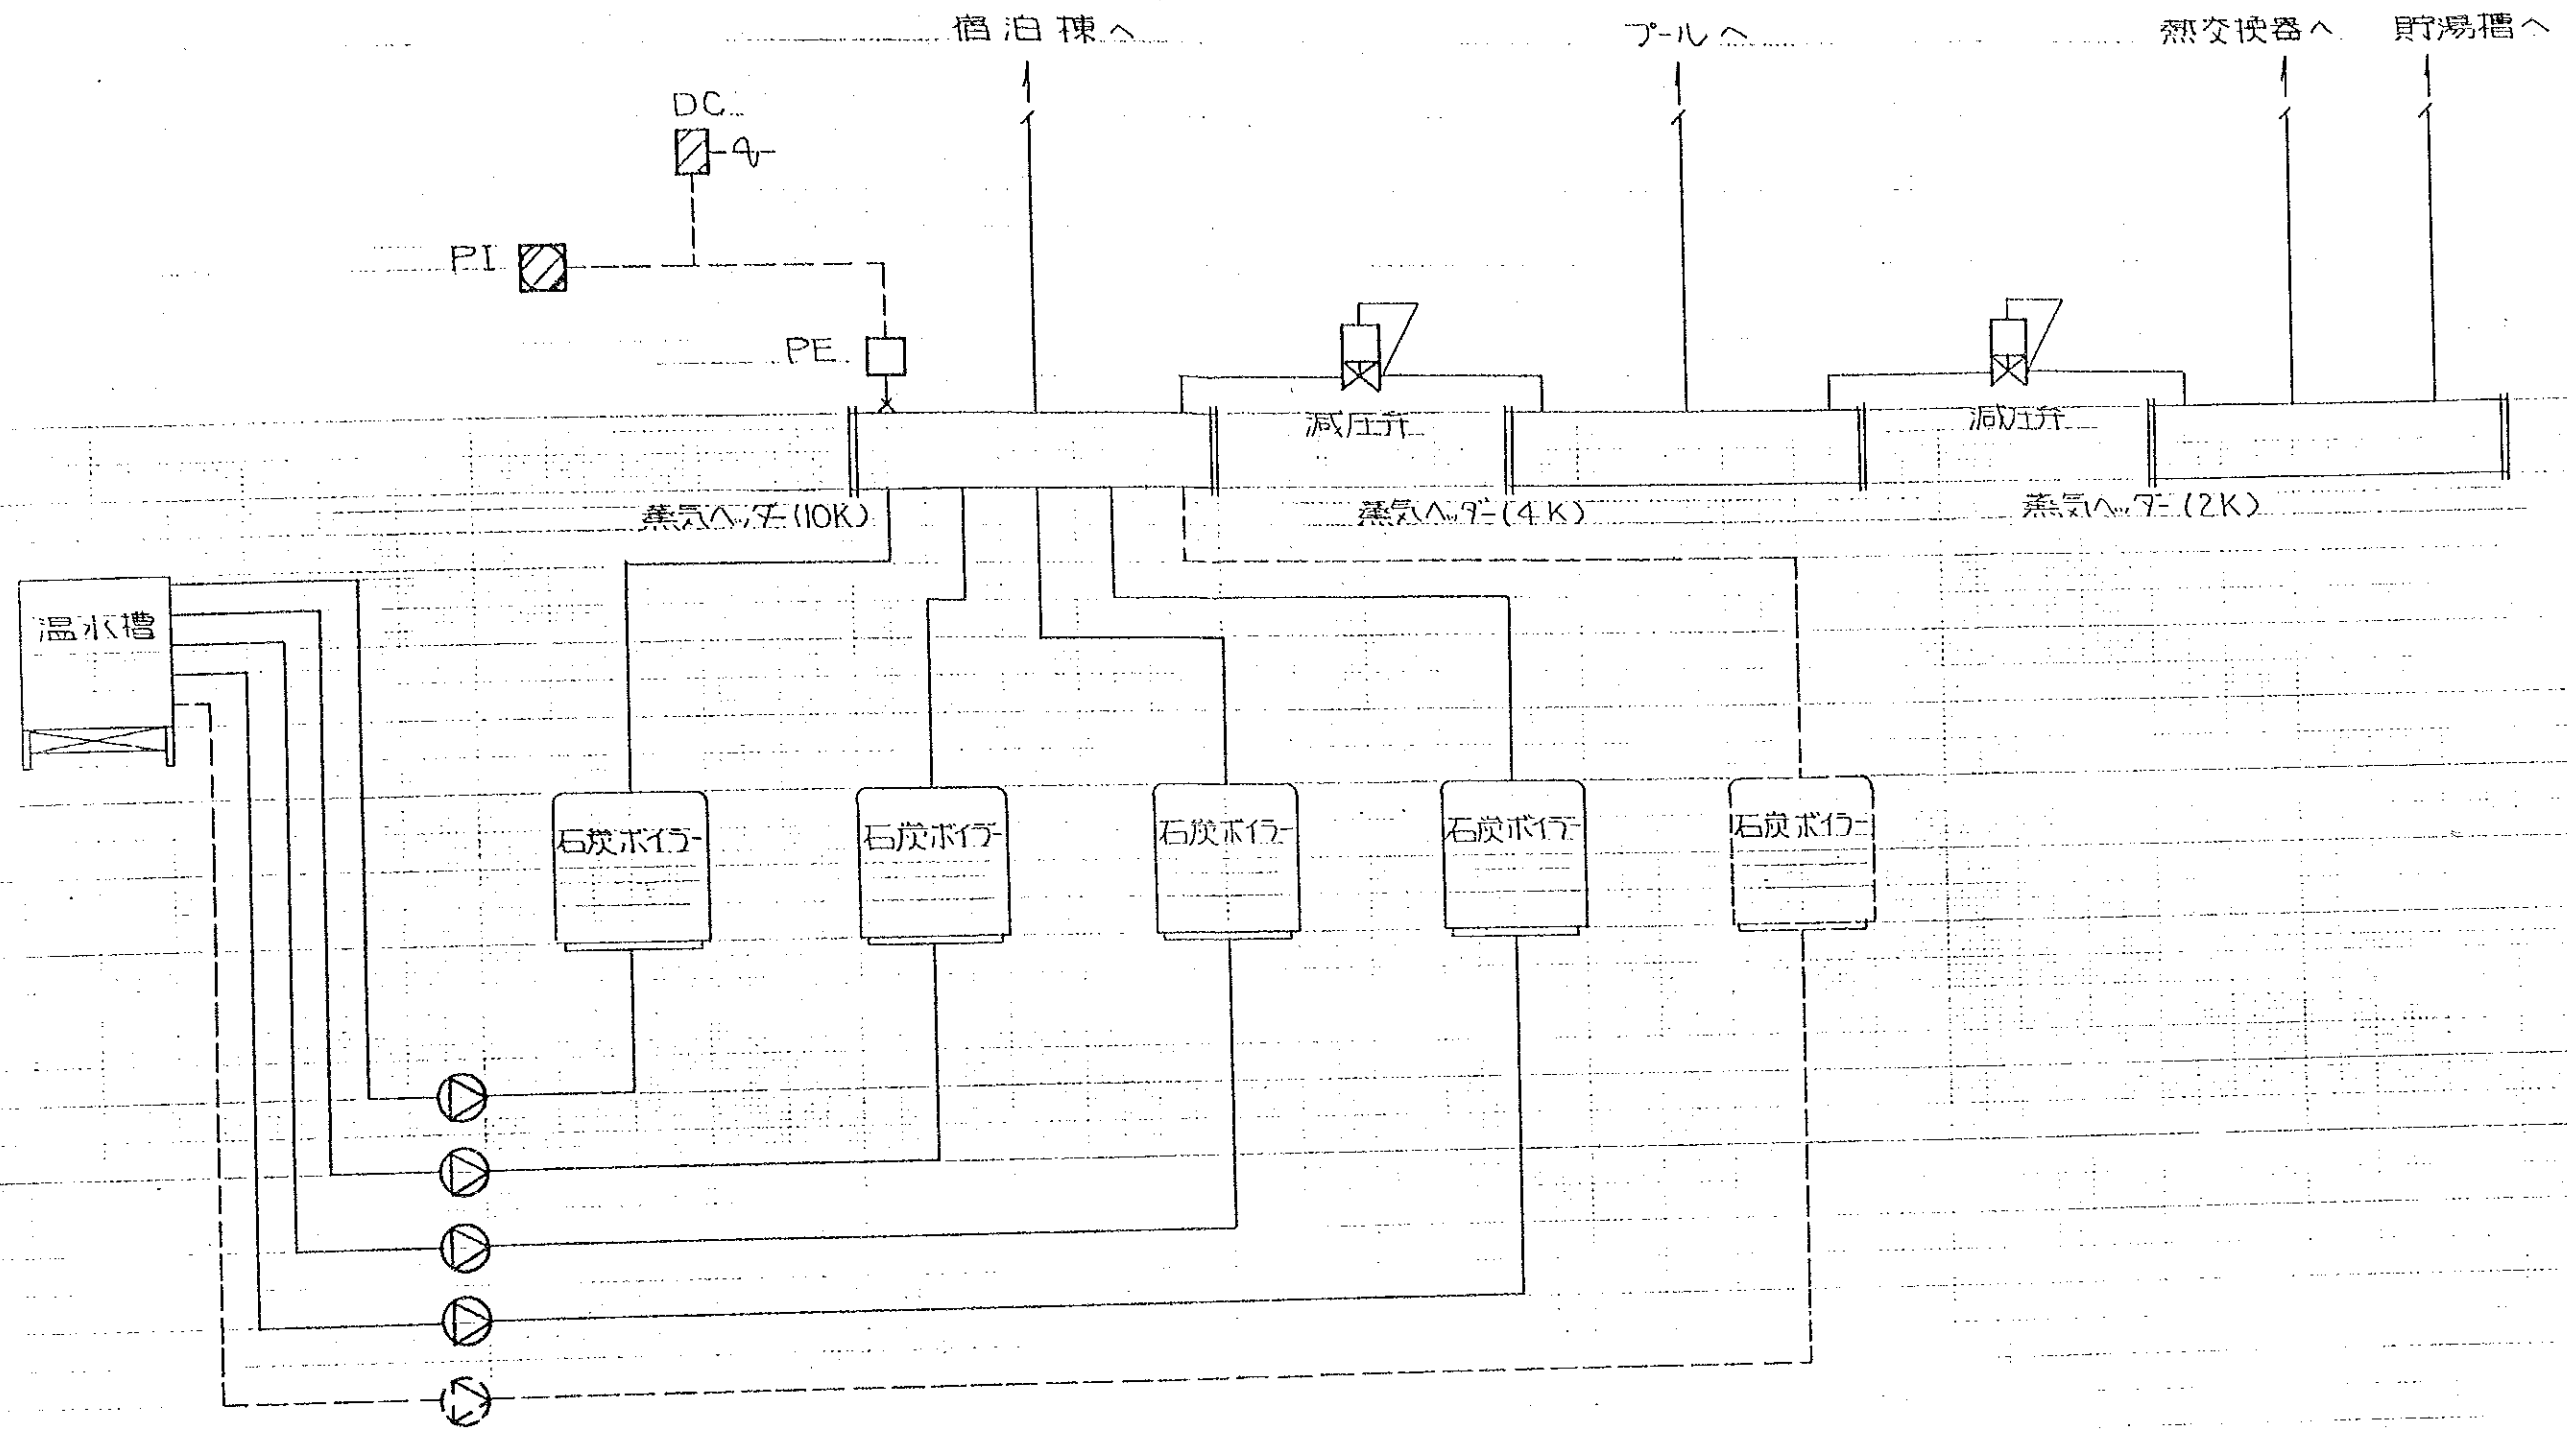 宿泊棟へ
プールへ
熱交換器へ
貯湯槽へ
DC
PI
PE
減圧弁
減圧弁
蒸気ヘッダー(10K)
蒸気ヘッダー(4K)
蒸気ヘッダー(2K)
温水槽
石炭ボイラー
石炭ボイラー
石炭ボイラー
石炭ボイラー
石炭ボイラー